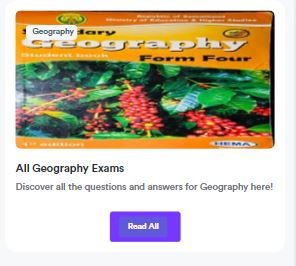 Republic of Somaliland
Ministry of Education & Higher Studies
Geography
Geography
Student book
Form Four
1st edition
HEMA
All Geography Exams
Discover all the questions and answers for Geography here!
Read All